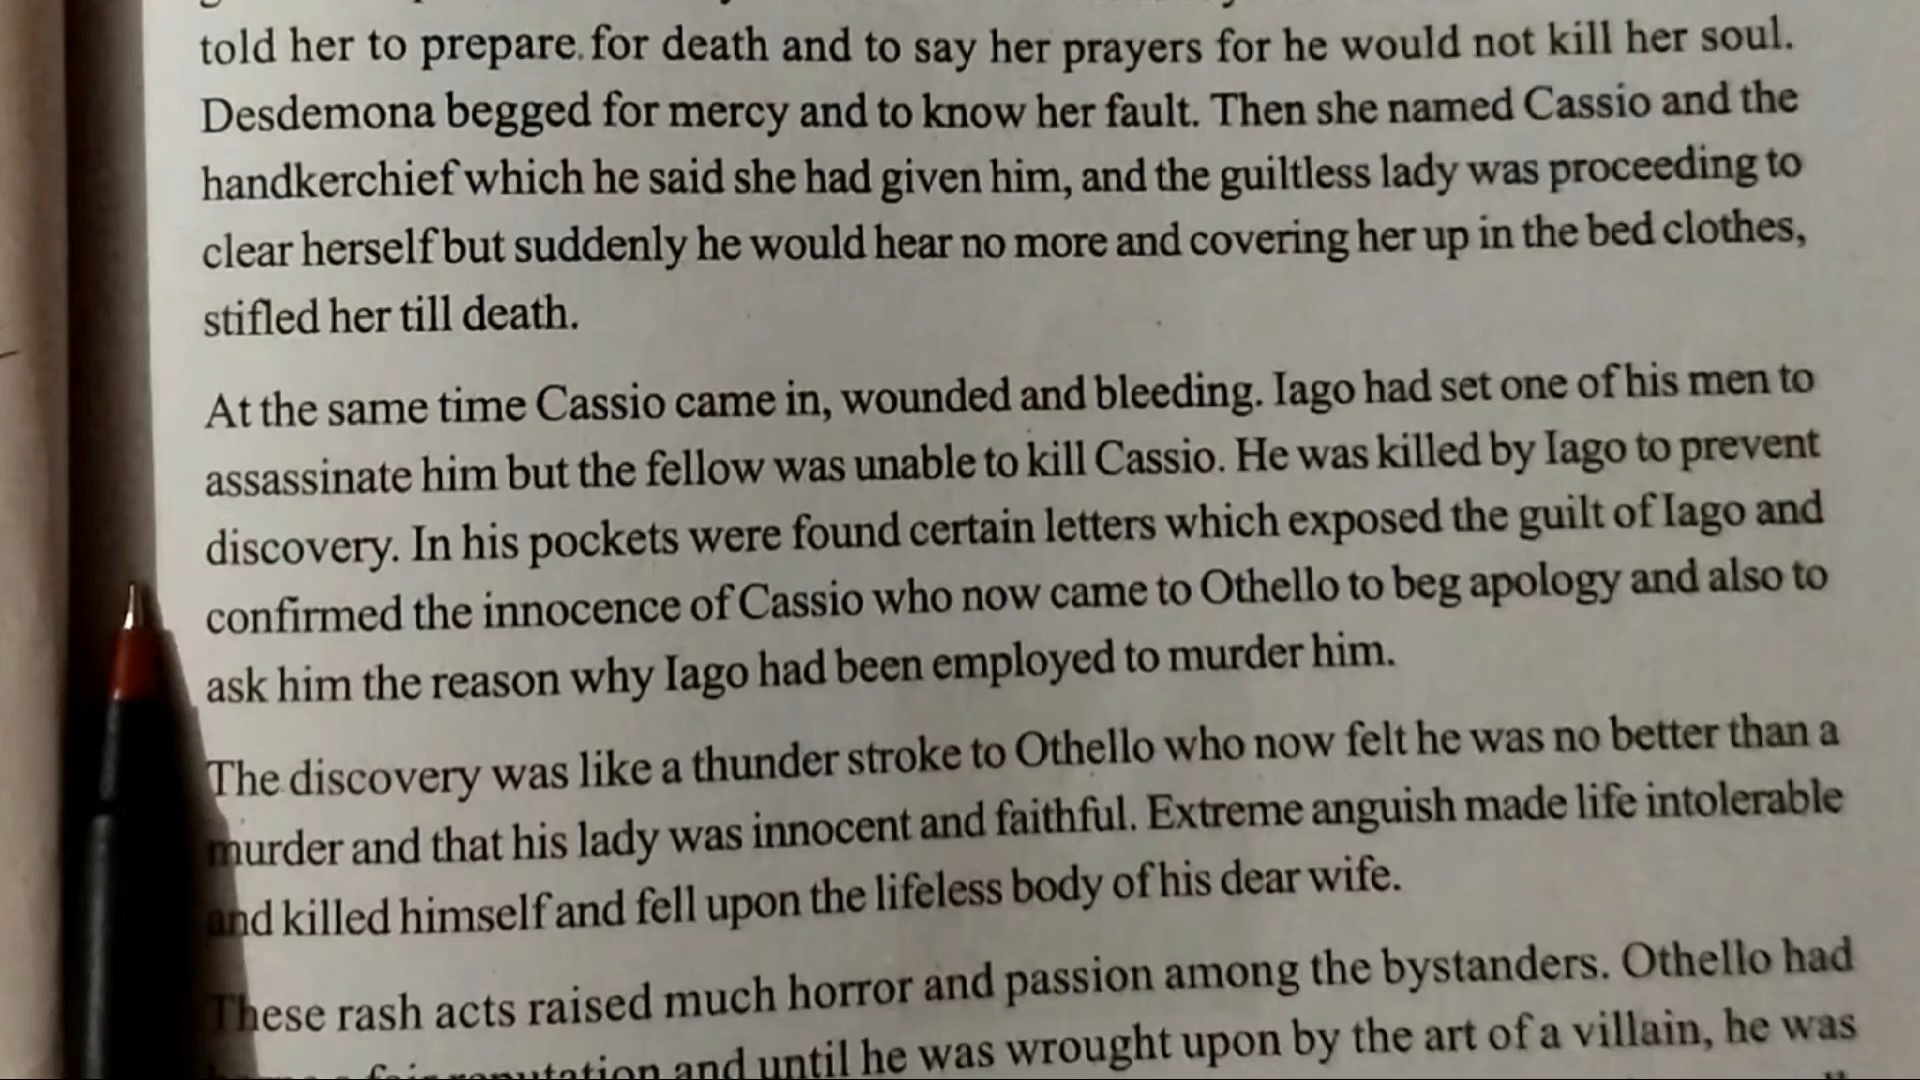 told her to prepare for death and to say her prayers for he would not kill her soul.
Desdemona begged for mercy and to know her fault. Then she named Cassio and the
handkerchief which he said she had given him, and the guiltless lady was proceeding to
clear herself but suddenly he would hear no more and covering her up in the bed clothes,
stifled her till death.
At the same time Cassio came in, wounded and bleeding. Iago had set one of his men to
assassinate him but the fellow was unable to kill Cassio. He was killed by Iago to prevent
discovery. In his pockets were found certain letters which exposed the guilt of Iago and
confirmed the innocence of Cassio who now came to Othello to beg apology and also to
ask him the reason why Iago had been employed to murder him.
The discovery was like a thunder stroke to Othello who now felt he was no better than a
murder and that his lady was innocent and faithful. Extreme anguish made life intolerable
and killed himself and fell upon the lifeless body of his dear wife.
These rash acts raised much horror and passion among the bystanders. Othello had
reputation and until he was wrought upon by the art of a villain, he was